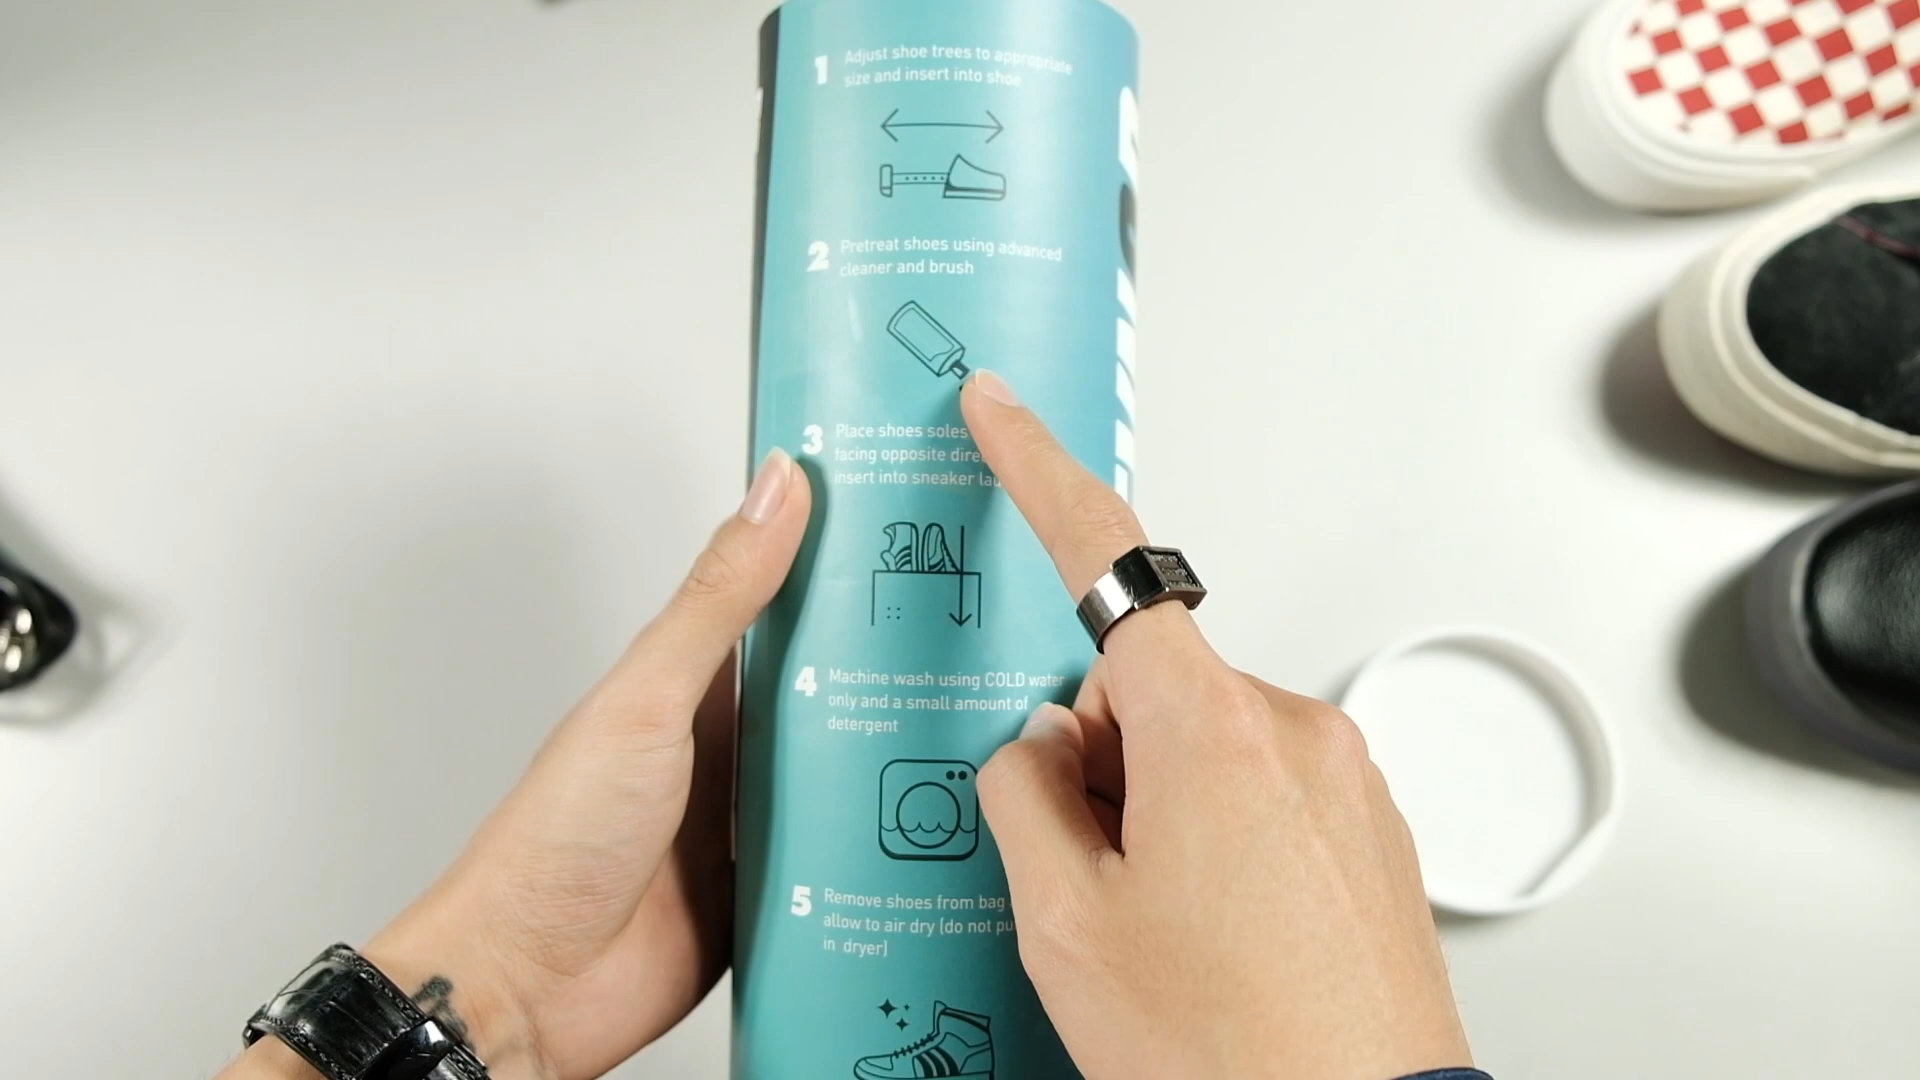 1 Adjust shoe trees to appropriate
size and insert into shoe
2 Pretreat shoes using advanced
cleaner and brush
3 Place shoes soles
facing opposite
insert into sneaker
4 Machine wash using COLD water
only and a small amount of
detergent
5 Remove shoes from bag
allow to air dry (do not
in dryer)